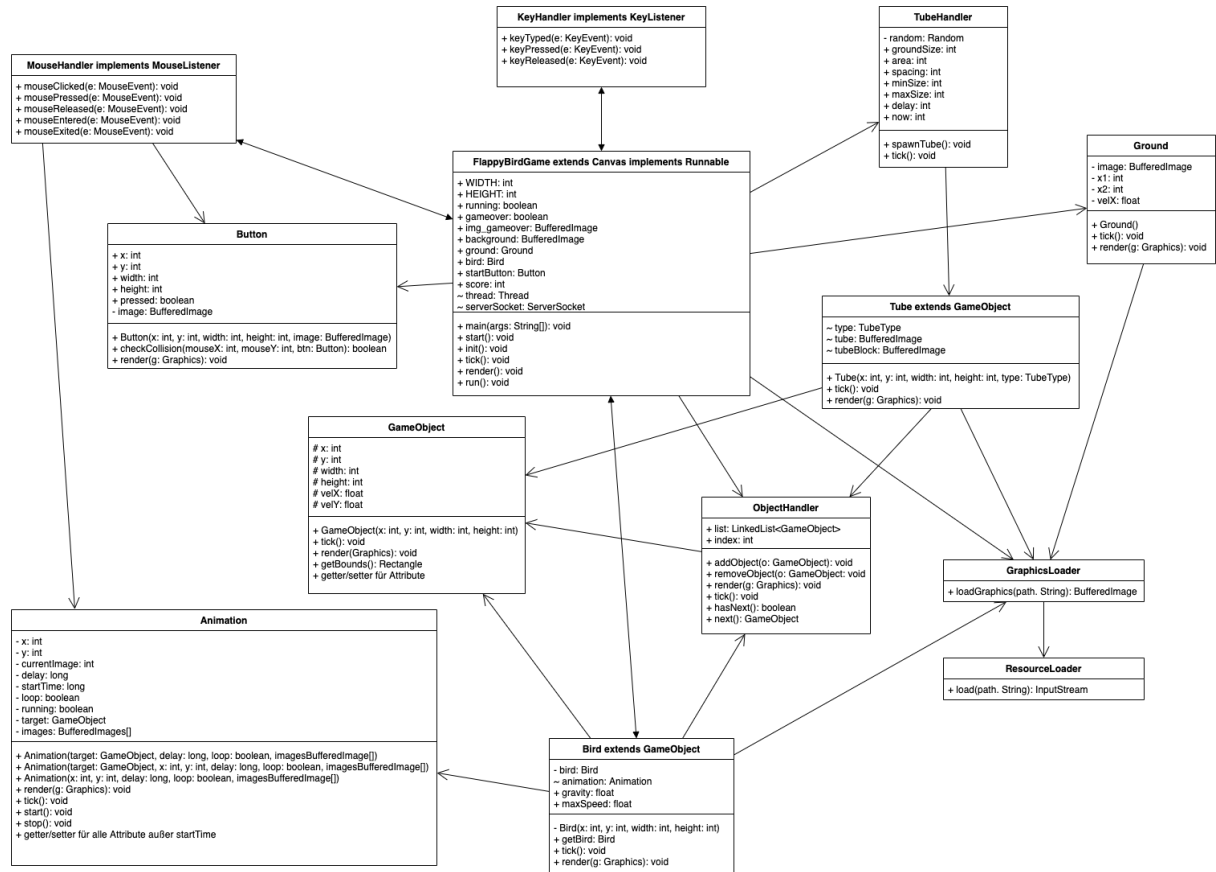 KeyHandler implements KeyListener
+ keyTyped(e: KeyEvent): void
+ keyPressed(e: KeyEvent): void
+ keyReleased(e: KeyEvent): void
TubeHandler
- random: Random
+ groundSize: int
+ area: int
+ spacing: int
+ minSize: int
+ maxSize: int
+ delay: int
+ now: int
+ spawnTube(): void
+ tick(): void
MouseHandler implements MouseListener
+ mouseClicked(e: MouseEvent): void
+ mousePressed(e: MouseEvent): void
+ mouseReleased(e: MouseEvent): void
+ mouseEntered(e: MouseEvent): void
+ mouseExited(e: MouseEvent): void
FlappyBirdGame extends Canvas implements Runnable
+ WIDTH: int
+ HEIGHT: int
+ running: boolean
+ gameover: boolean
+ img_gameover: BufferedImage
+ background: BufferedImage
+ ground: Ground
+ bird: Bird
+ startButton: Button
+ score: int
~ thread: Thread
~ serverSocket: ServerSocket
+ main(args: String[]): void
+ start(): void
+ init(): void
+ tick(): void
+ render(): void
+ run(): void
Ground
- image: BufferedImage
- x1: int
- x2: int
- velX: float
+ Ground()
+ tick(): void
+ render(g: Graphics): void
Button
+ x: int
+ y: int
+ width: int
+ height: int
+ pressed: boolean
- image: BufferedImage
+ Button(x: int, y: int, width: int, height: int, image: BufferedImage)
+ checkCollision(mouseX: int, mouseY: int, btn: Button): boolean
+ render(g: Graphics): void
Tube extends GameObject
~ type: TubeType
~ tube: BufferedImage
~ tubeBlock: BufferedImage
+ Tube(x: int, y: int, width: int, height: int, type: TubeType)
+ tick(): void
+ render(g: Graphics): void
GameObject
# x: int
# y: int
# width: int
# height: int
# velX: float
# velY: float
+ GameObject(x: int, y: int, width: int, height: int)
+ tick(): void
+ render(Graphics): void
+ getBounds(): Rectangle
+ getter/setter für Attribute
ObjectHandler
+ list: LinkedList<GameObject>
+ index: int
+ addObject(o: GameObject): void
+ removeObject(o: GameObject: void
+ render(g: Graphics): void
+ tick(): void
+ hasNext(): boolean
+ next(): GameObject
GraphicsLoader
+ loadGraphics(path. String): BufferedImage
ResourceLoader
+ load(path. String): InputStream
Animation
- x: int
- y: int
- currentImage: int
- delay: long
- startTime: long
- loop: boolean
- running: boolean
- target: GameObject
- images: BufferedImages[]
+ Animation(target: GameObject, delay: long, loop: boolean, imagesBufferedImage[])
+ Animation(target: GameObject, x: int, y: int, delay: long, loop: boolean, imagesBufferedImage[])
+ Animation(x: int, y: int, delay: long, loop: boolean, imagesBufferedImage[])
+ render(g: Graphics): void
+ tick(): void
+ start(): void
+ stop(): void
+ getter/setter für alle Attribute außer startTime
Bird extends GameObject
- bird: Bird
~ animation: Animation
+ gravity: float
+ maxSpeed: float
- Bird(x: int, y: int, width: int, height: int)
+ getBird: Bird
+ tick(): void
+ render(g: Graphics): void